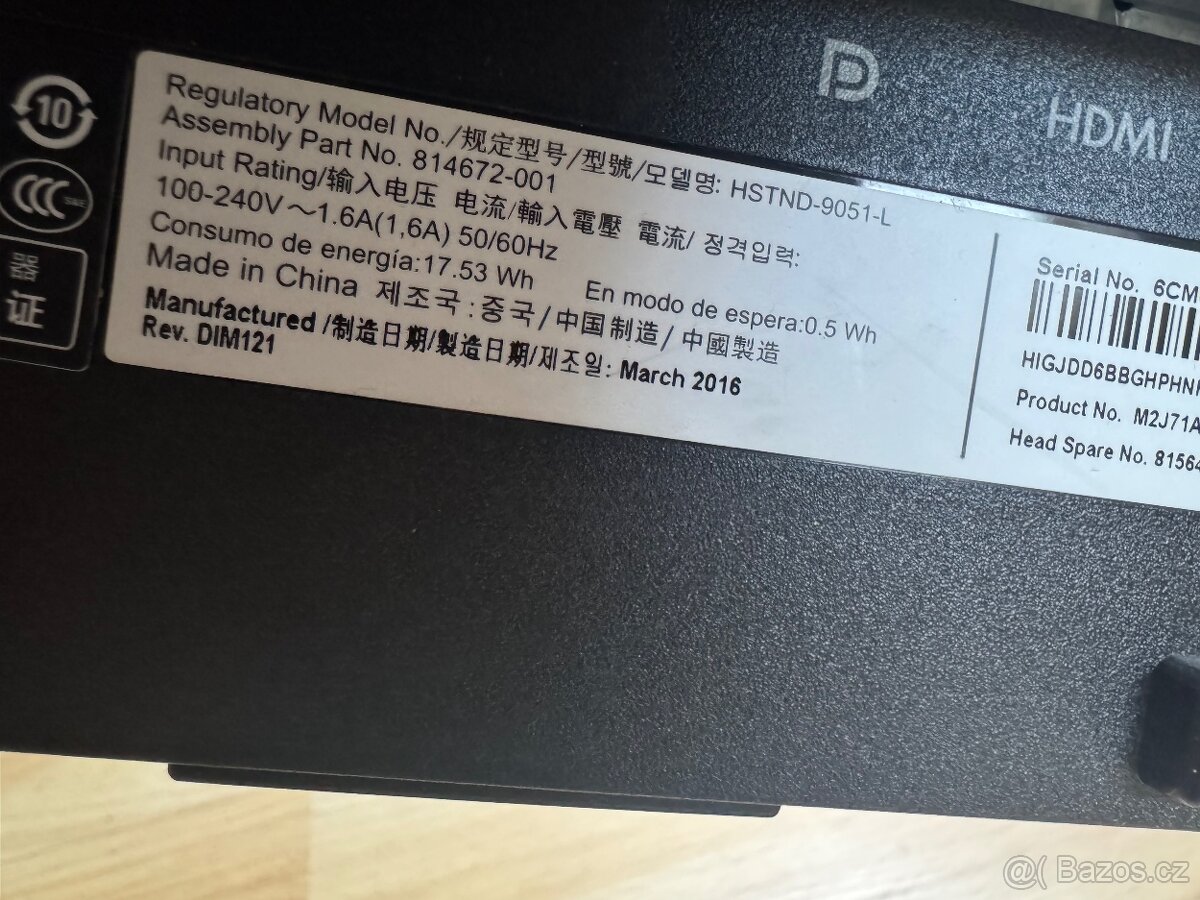 10
CCC
S&E
器
证
DP
HDMI
Regulatory Model No./规定型号/型號/모델명: HSTND-9051-L
Assembly Part No. 814672-001
Input Rating/输入电压 电流/輸入電壓 電流/ 정격입력:
100-240V～1.6A(1,6A) 50/60Hz
Consumo de energía:17.53 Wh En modo de espera:0.5 Wh
Made in China 제조국 : 중국 / 中国制造 / 中國製造
Manufactured /制造日期/製造日期/제조일: March 2016
Rev. DIM121
Serial No. 6CM
HIGJDD6BBGHPHN
Product No. M2J71A
Head Spare No. 81564
@( Bazos.cz